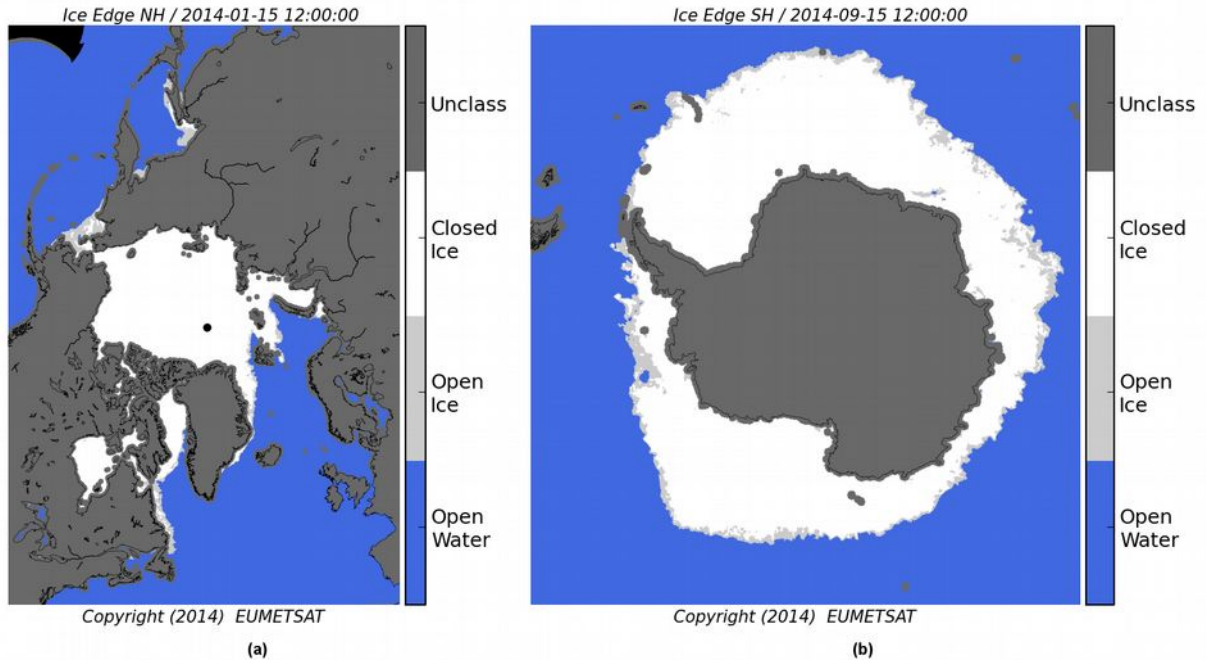 Ice Edge NH / 2014-01-15 12:00:00
Unclass
Closed
Ice
Open
Ice
Open
Water
Copyright (2014) EUMETSAT
(a)
Ice Edge SH / 2014-09-15 12:00:00
Unclass
Closed
Ice
Open
Ice
Open
Water
Copyright (2014) EUMETSAT
(b)